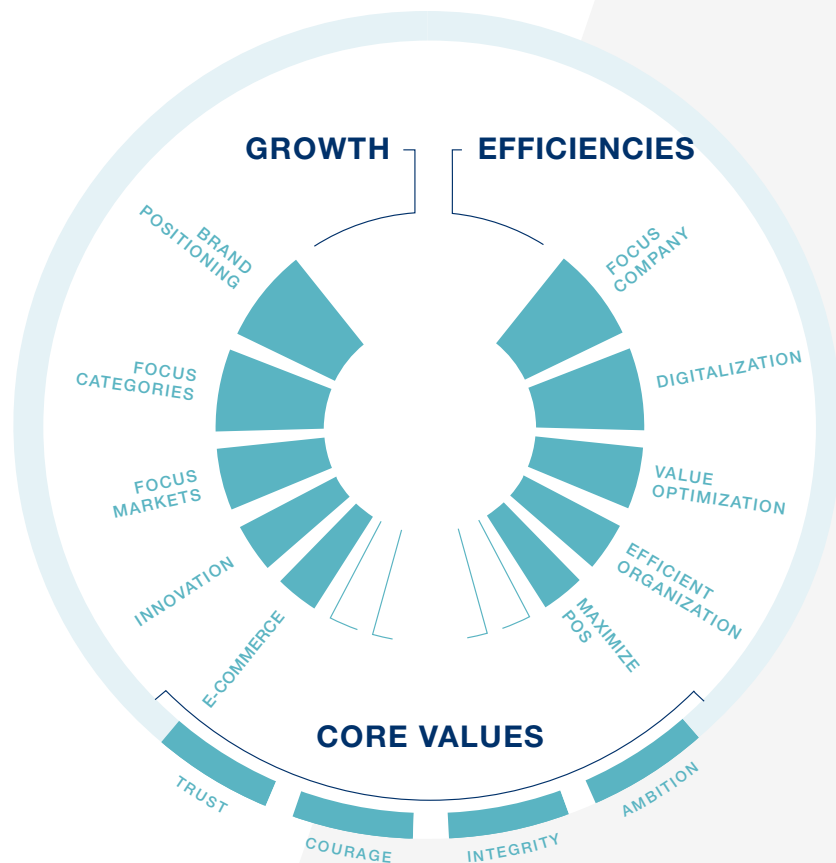 GROWTH
EFFICIENCIES
BRAND
POSITIONING
FOCUS
CATEGORIES
FOCUS
MARKETS
INNOVATION
E-COMMERCE
FOCUS
COMPANY
DIGITALIZATION
VALUE
OPTIMIZATION
EFFICIENT
ORGANIZATION
MAXIMIZE
POS
CORE VALUES
TRUST
COURAGE
INTEGRITY
AMBITION